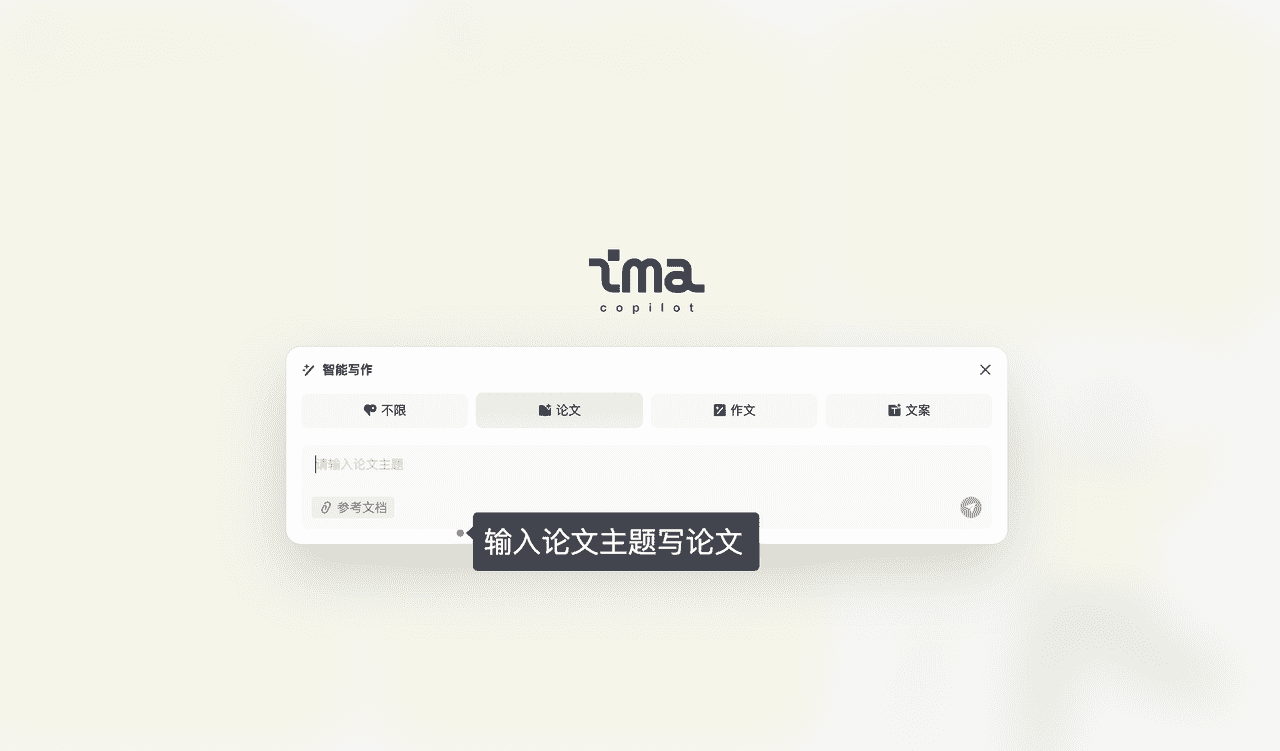 ima
copilot
智能写作
不限
论文
作文
文案
请输入论文主题
参考文档
输入论文主题写论文